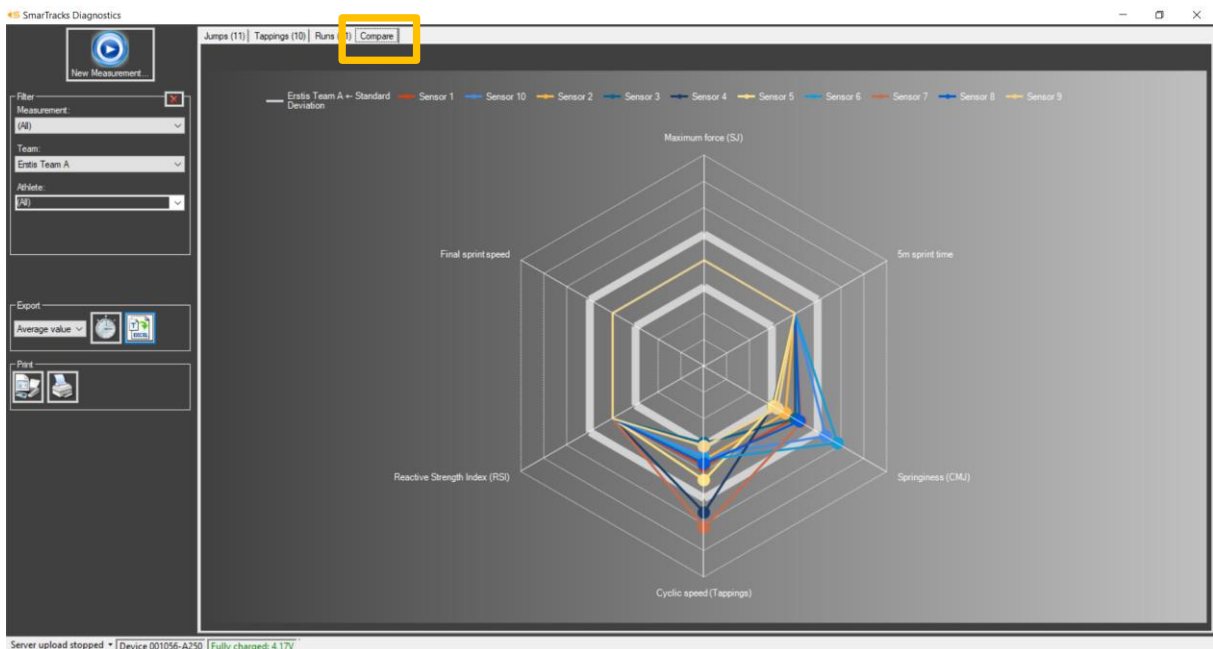 SmarTracks Diagnostics
Jumps (11) Tappings (10) Runs 1) Compare
New Measurement...
Filter
Measurement:
(All)
Team:
Erstis Team A
Athlete:
(All)
Export
Average value
EXCEL
Print
Erstis Team A +- Standard
Deviation
Sensor 1 Sensor 10 Sensor 2 Sensor 3 Sensor 4 Sensor 5 Sensor 6 Sensor 7 Sensor 8 Sensor 9
Maximum force (SJ)
Final sprint speed
5m sprint time
Reactive Strength Index (RSI)
Springiness (CMJ)
Cyclic speed (Tappings)
Server upload stopped Device 001056-A250 Fully charged: 4.17V